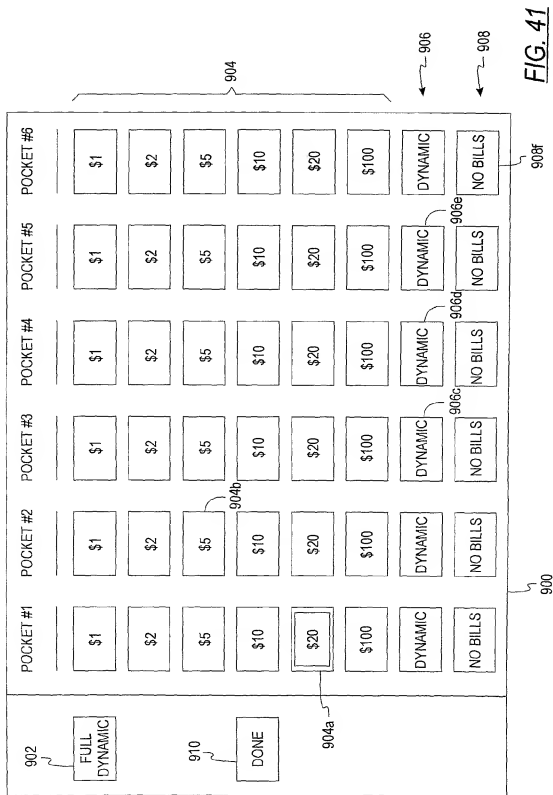 POCKET #1 POCKET #2 POCKET #3 POCKET #4 POCKET #5 POCKET #6
902
FULL
DYNAMIC
$1 $1 $1 $1 $1 $1
$2 $2 $2 $2 $2 $2
910
$5 $5 $5 $5 $5 $5
904b
904
DONE
$10 $10 $10 $10 $10 $10
$20 $20 $20 $20 $20 $20
904a
$100 $100 $100 $100 $100 $100
DYNAMIC DYNAMIC DYNAMIC DYNAMIC DYNAMIC DYNAMIC
906
906c 906d 906e
NO BILLS NO BILLS NO BILLS NO BILLS NO BILLS NO BILLS
908
908f
900
FIG. 41